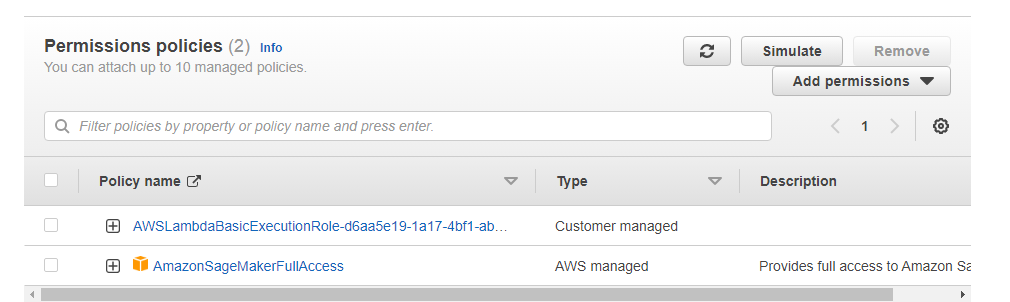 Permissions policies (2) Info
You can attach up to 10 managed policies.
Simulate
Remove
Add permissions
Filter policies by property or policy name and press enter.
1
Policy name
Type
Description
AWSLambdaBasicExecutionRole-d6aa5e19-1a17-4bf1-ab...
Customer managed
AmazonSageMakerFullAccess
AWS managed
Provides full access to Amazon Sa